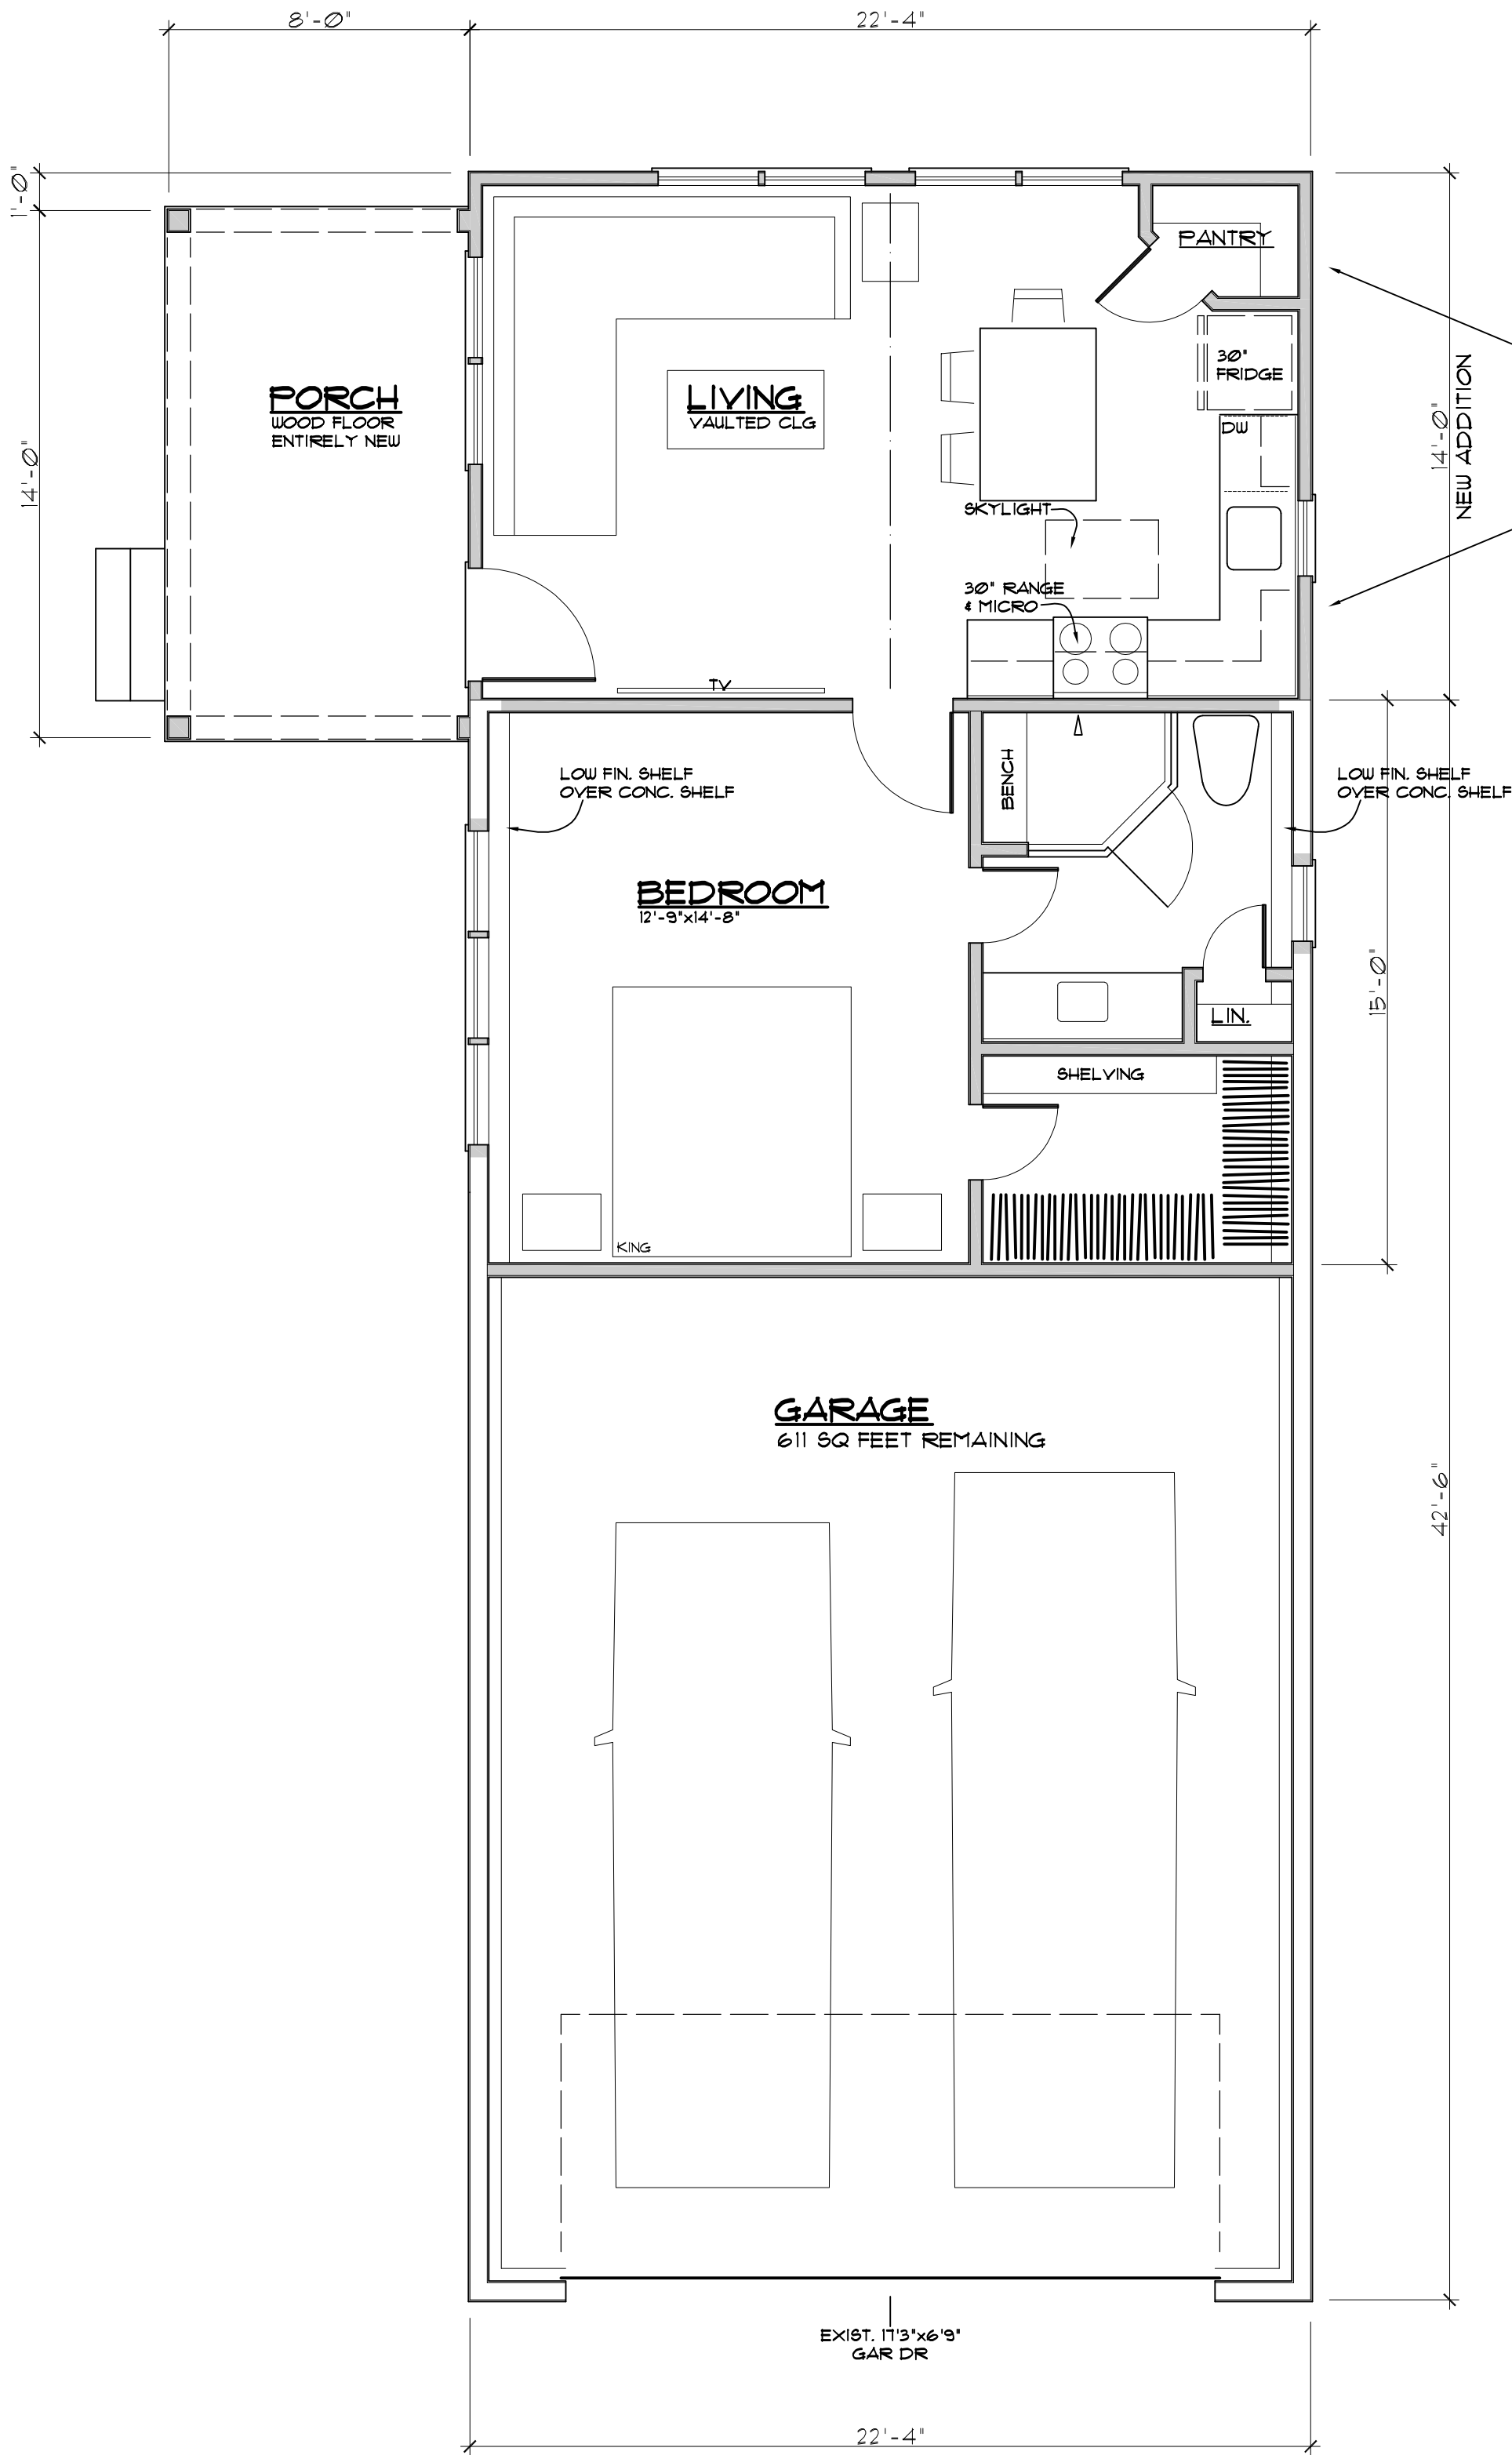 8'-0"
22'-4"
1'-0"
14'-0"
PANTRY
30"
FRIDGE
PORCH
WOOD FLOOR
ENTIRELY NEW
LIVING
VAULTED CLG
DW
14'-0"
NEW ADDITION
SKYLIGHT
30" RANGE
& MICRO
TV
LOW FIN. SHELF
OVER CONC. SHELF
BENCH
LOW FIN. SHELF
OVER CONC. SHELF
BEDROOM
12'-9"x14'-8"
15'-0"
LIN.
SHELVING
KING
GARAGE
611 SQ FEET REMAINING
42'-6"
EXIST. 17'3"x6'9"
GAR DR
22'-4"